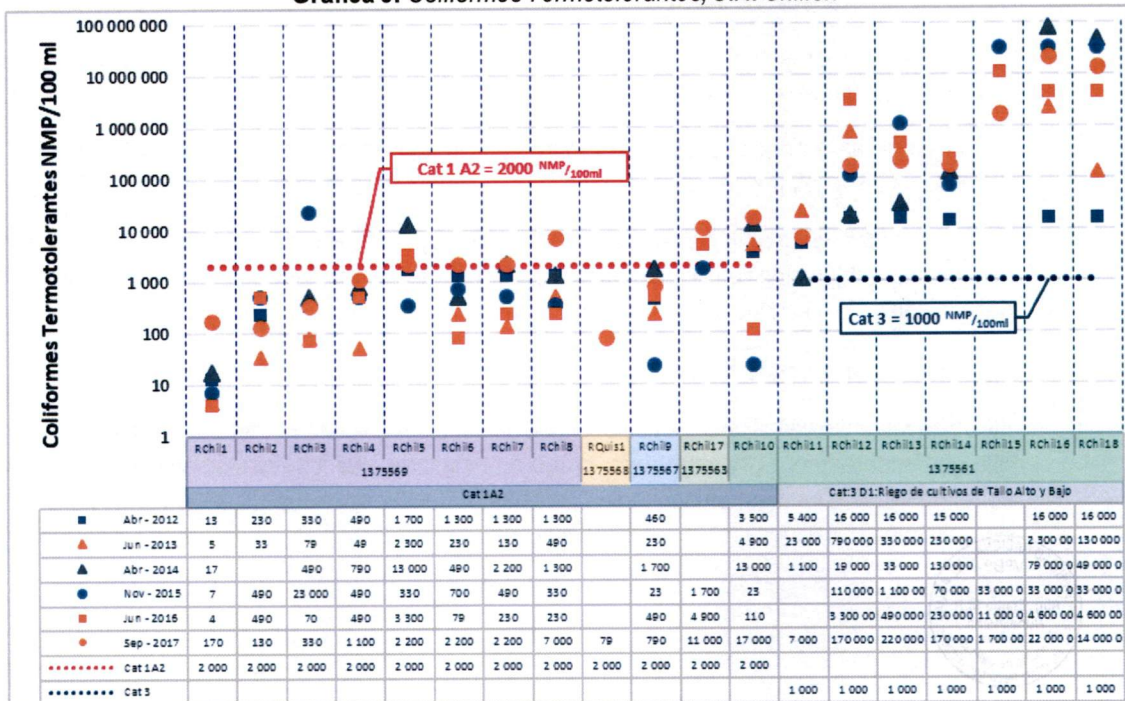 100 000 000
10 000 000
1 000 000
100 000
10 000
1 000
100
10
1
Coliformes Termotolerantes NMP/100 ml
Cat 1 A2 = 2000 NMP/100ml
Cat 3 = 1000 NMP/100ml
RChil1 RChil2 RChil3 RChil4 RChil5 RChil6 RChil7 RChil8 RQuis1 RChil9 RChil17 RChil10 RChil11 RChil12 RChil13 RChil14 RChil15 RChil16 RChil18
1375569 1375568 1375567 1375563 1375561
Cat 1A2 Cat:3 D1:Riego de cultivos de Tallo Alto y Bajo
Abr - 2012 13 230 330 490 1 700 1 300 1 300 1 300 460 3 500 5 400 16 000 16 000 15 000 16 000 16 000
Jun - 2013 5 33 79 49 2 300 230 130 490 230 4 900 23 000 790 000 330 000 230 000 2 300 00 130 000
Abr - 2014 17 490 790 13 000 490 2 200 1 300 1 700 13 000 1 100 19 000 33 000 130 000 79 000 0 49 000 0
Nov - 2015 7 490 23 000 490 330 700 490 330 23 1 700 23 110 000 1 100 00 70 000 33 000 0 33 000 0 33 000 0
Jun - 2016 4 490 70 490 3 300 79 230 230 490 4 900 110 3 300 00 490 000 230 000 11 000 0 4 600 00 4 600 00
Sep - 2017 170 130 330 1 100 2 200 2 200 2 200 7 000 79 790 11 000 17 000 7 000 170 000 220 000 170 000 1 700 00 22 000 0 14 000 0
Cat 1A2 2 000 2 000 2 000 2 000 2 000 2 000 2 000 2 000 2 000 2 000 2 000 2 000
Cat 3 1 000 1 000 1 000 1 000 1 000 1 000 1 000